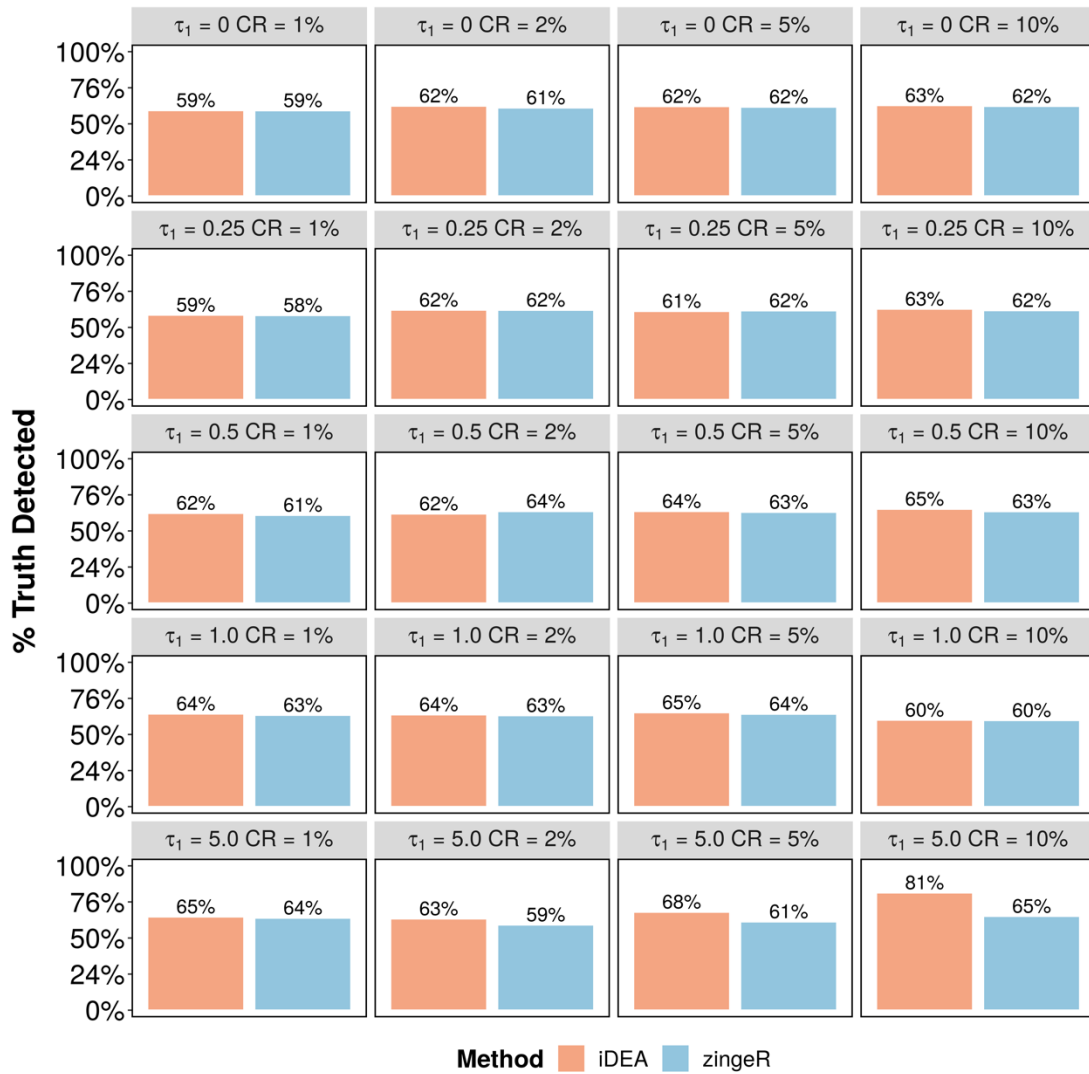 τ1 = 0 CR = 1% τ1 = 0 CR = 2% τ1 = 0 CR = 5% τ1 = 0 CR = 10%
100%
76%
50%
24%
0%
59% 59% 62% 61% 62% 62% 63% 62%
τ1 = 0.25 CR = 1% τ1 = 0.25 CR = 2% τ1 = 0.25 CR = 5% τ1 = 0.25 CR = 10%
100%
76%
50%
24%
0%
59% 58% 62% 62% 61% 62% 63% 62%
τ1 = 0.5 CR = 1% τ1 = 0.5 CR = 2% τ1 = 0.5 CR = 5% τ1 = 0.5 CR = 10%
100%
76%
50%
24%
0%
62% 61% 62% 64% 64% 63% 65% 63%
τ1 = 1.0 CR = 1% τ1 = 1.0 CR = 2% τ1 = 1.0 CR = 5% τ1 = 1.0 CR = 10%
100%
76%
50%
24%
0%
64% 63% 64% 63% 65% 64% 60% 60%
τ1 = 5.0 CR = 1% τ1 = 5.0 CR = 2% τ1 = 5.0 CR = 5% τ1 = 5.0 CR = 10%
100%
76%
50%
24%
0%
65% 64% 63% 59% 68% 61% 81% 65%
% Truth Detected
Method iDEA zingeR